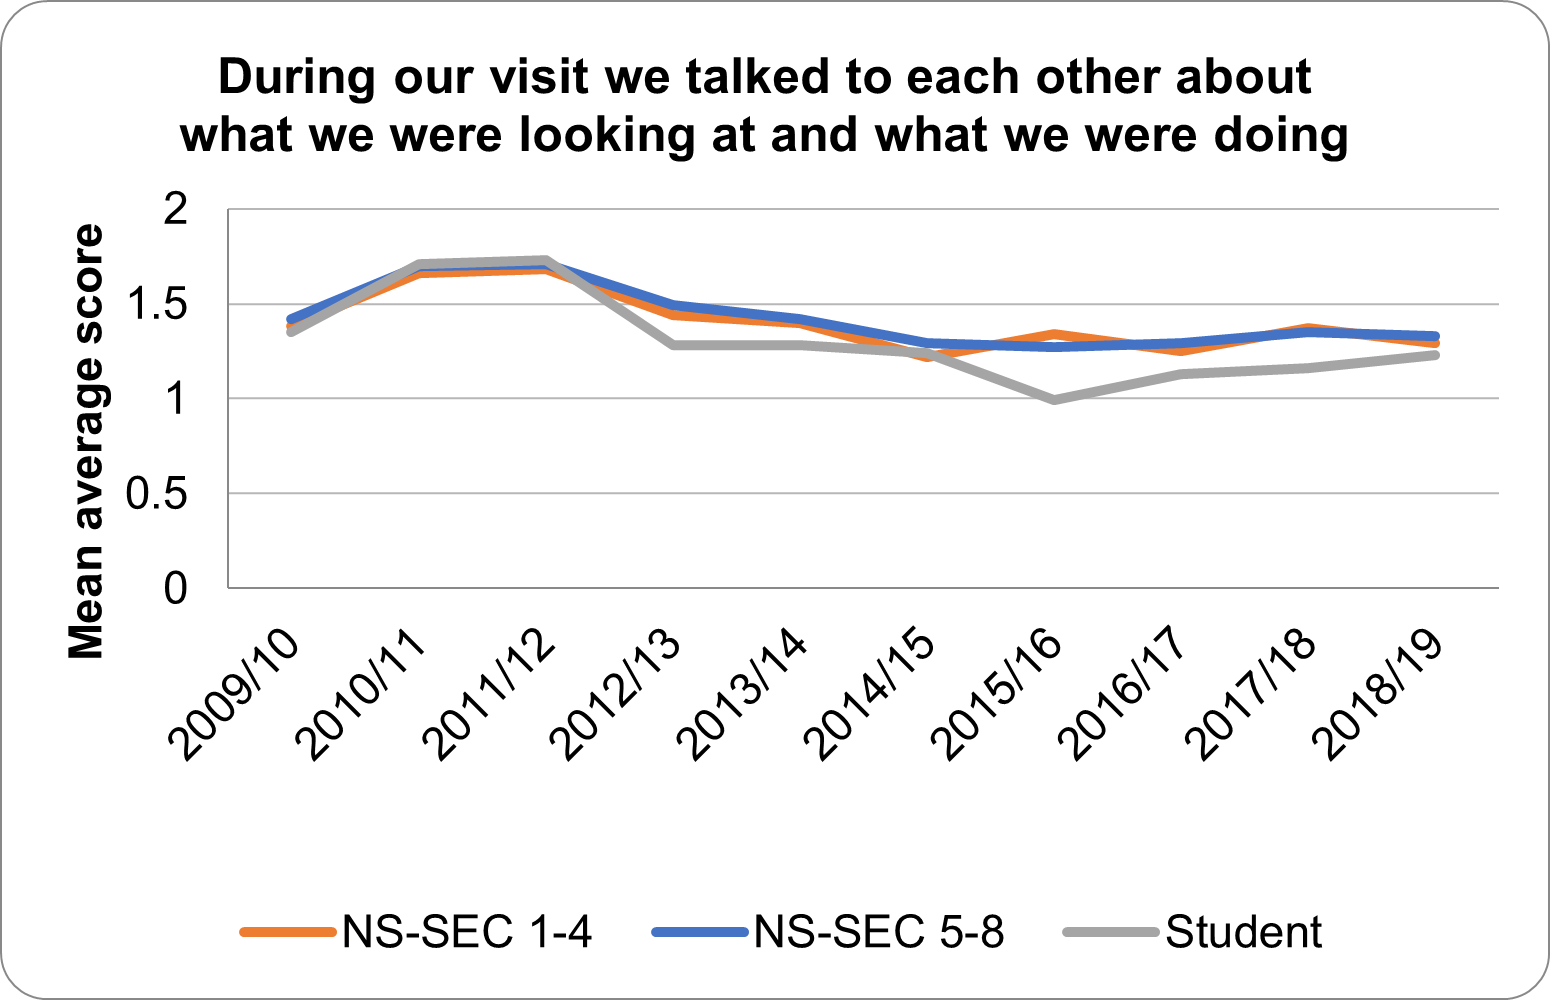 During our visit we talked to each other about
what we were looking at and what we were doing
Mean average score
2
1.5
1
0.5
0
2009/10
2010/11
2011/12
2012/13
2013/14
2014/15
2015/16
2016/17
2017/18
2018/19
NS-SEC 1-4
NS-SEC 5-8
Student